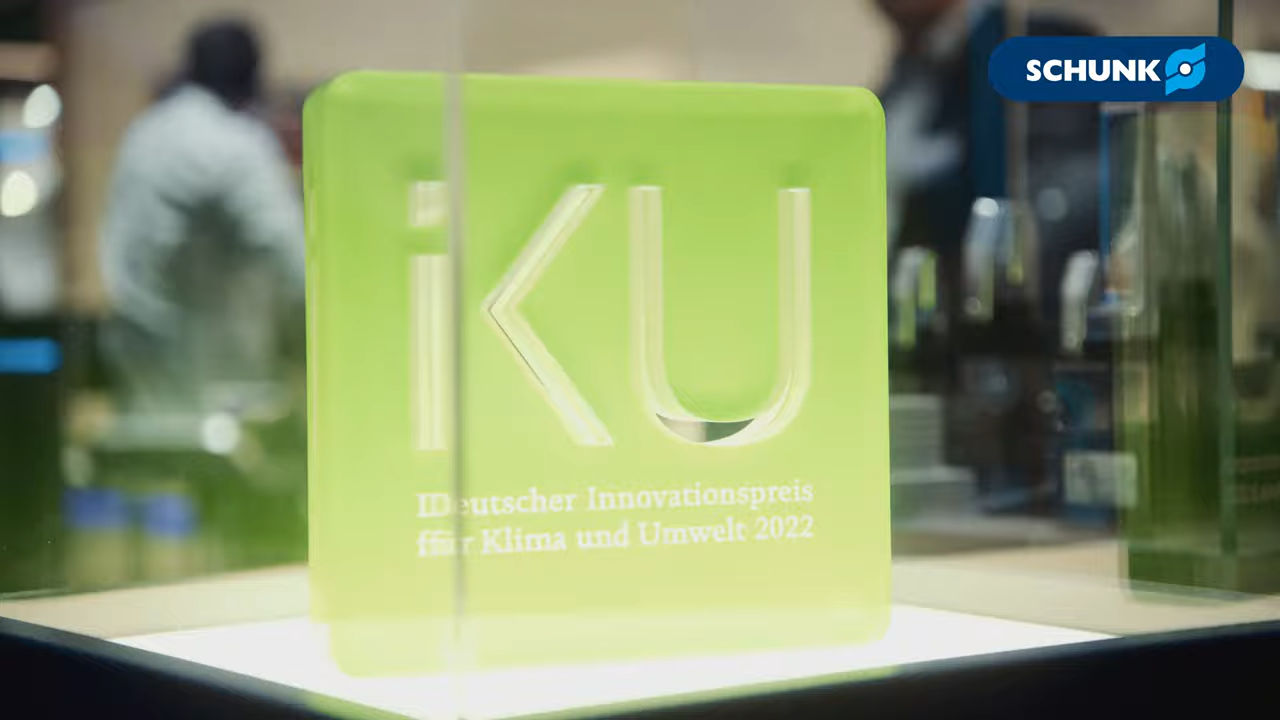 SCHUNK
iKU
Deutscher Innovationspreis
für Klima und Umwelt 2022